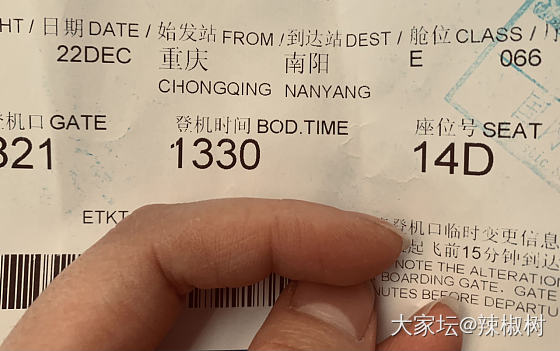 HT / 日期 DATE / 始发站 FROM / 到达站 DEST / 舱位 CLASS /
22DEC 重庆 南阳 E 066
CHONGQING NANYANG
登机口 GATE 登机时间 BOD.TIME 座位号 SEAT
321 1330 14D
ETKT
登机口临时变更信息
起飞前15分钟到达
NOTE THE ALTERATION
BOARDING GATE. GATE
NUTES BEFORE DEPARTU
大家坛@辣椒树